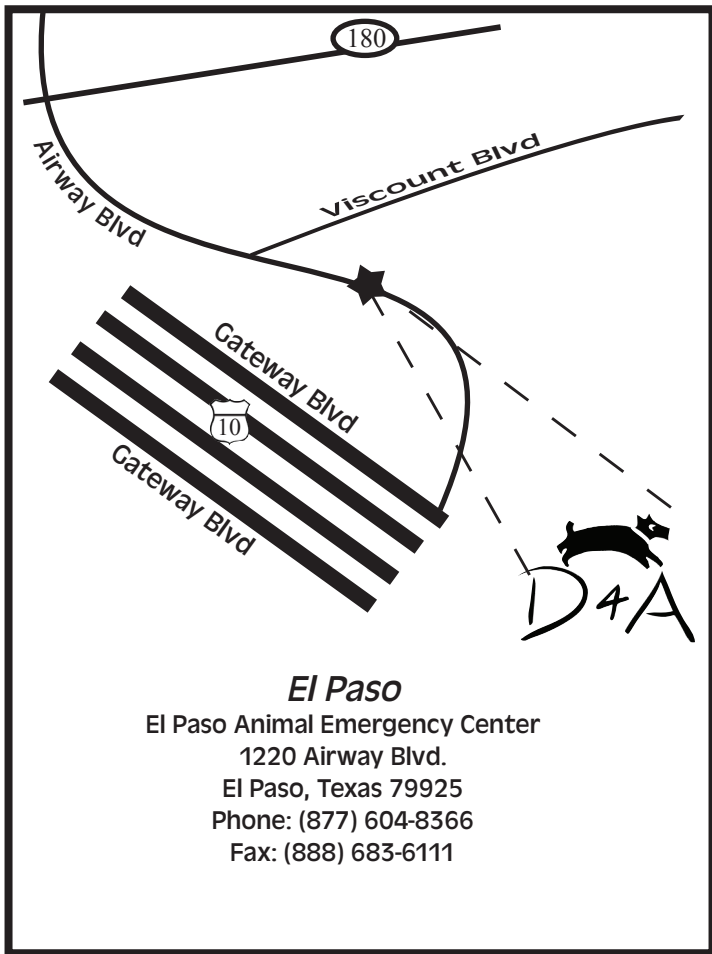 180
Airway Blvd
Viscount Blvd
Gateway Blvd
10
Gateway Blvd
D4A
El Paso
El Paso Animal Emergency Center
1220 Airway Blvd.
El Paso, Texas 79925
Phone: (877) 604-8366
Fax: (888) 683-6111